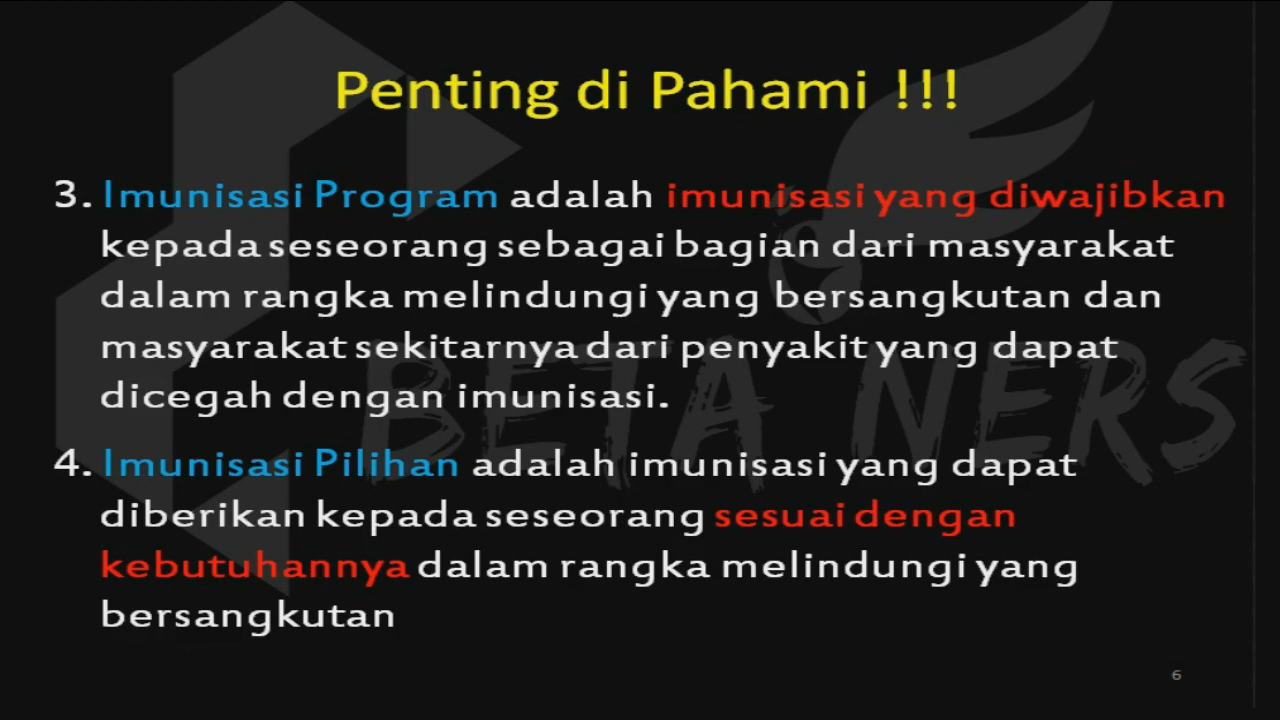 Penting di Pahami !!!
3. Imunisasi Program adalah imunisasi yang diwajibkan
kepada seseorang sebagai bagian dari masyarakat
dalam rangka melindungi yang bersangkutan dan
masyarakat sekitarnya dari penyakit yang dapat
dicegah dengan imunisasi.
4. Imunisasi Pilihan adalah imunisasi yang dapat
diberikan kepada seseorang sesuai dengan
kebutuhannya dalam rangka melindungi yang
bersangkutan
BETA NERS
6